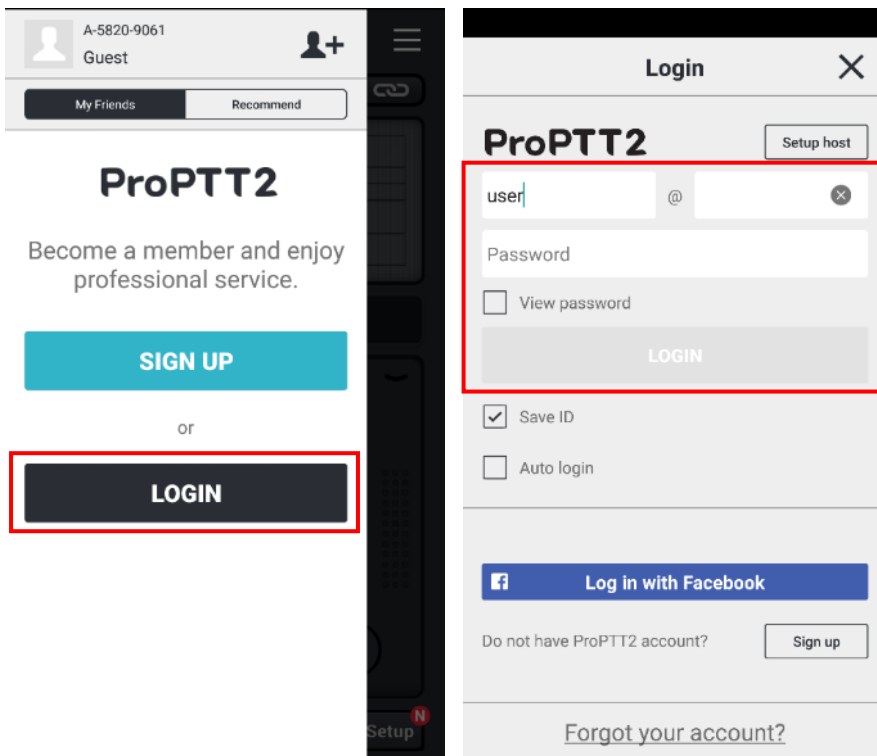 A-5820-9061
Guest
My Friends Recommend
ProPTT2
Become a member and enjoy
professional service.
SIGN UP
or
LOGIN
Setup
N
Login
ProPTT2
Setup host
user @
Password
View password
LOGIN
Save ID
Auto login
Log in with Facebook
Do not have ProPTT2 account? Sign up
Forgot your account?